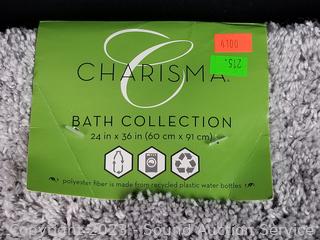 4100
215.
C
CHARISMA.
BATH COLLECTION
24 in x 36 in (60 cm x 91 cm)
polyester fiber is made from recycled plastic water bottles
Copyright 2023 - Sound Auction Service